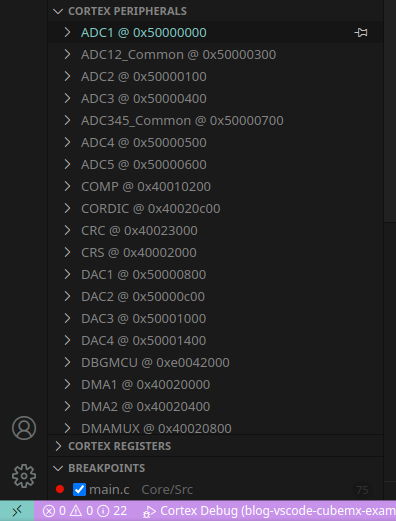 CORTEX PERIPHERALS
ADC1 @ 0x50000000
ADC12_Common @ 0x50000300
ADC2 @ 0x50000100
ADC3 @ 0x50000400
ADC345_Common @ 0x50000700
ADC4 @ 0x50000500
ADC5 @ 0x50000600
COMP @ 0x40010200
CORDIC @ 0x40020c00
CRC @ 0x40023000
CRS @ 0x40002000
DAC1 @ 0x50000800
DAC2 @ 0x50000c00
DAC3 @ 0x50001000
DAC4 @ 0x50001400
DBGMCU @ 0xe0042000
DMA1 @ 0x40020000
DMA2 @ 0x40020400
DMAMUX @ 0x40020800
CORTEX REGISTERS
BREAKPOINTS
main.c Core/Src 75
0 0 22 Cortex Debug (blog-vscode-cubemx-exam